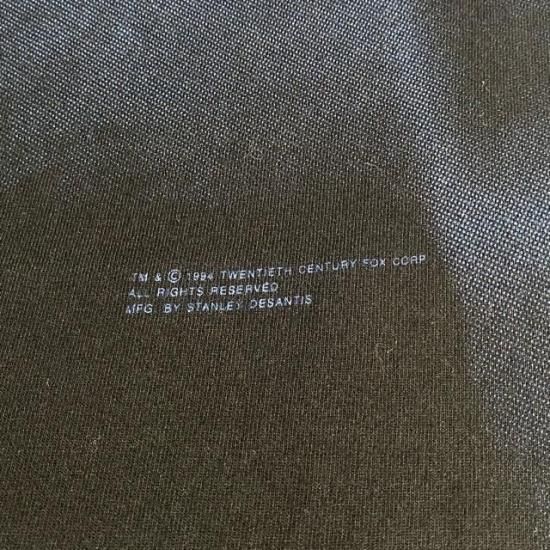 TM & © 1994 TWENTIETH CENTURY FOX CORP
ALL RIGHTS RESERVED
MFG. BY STANLEY DESANTIS